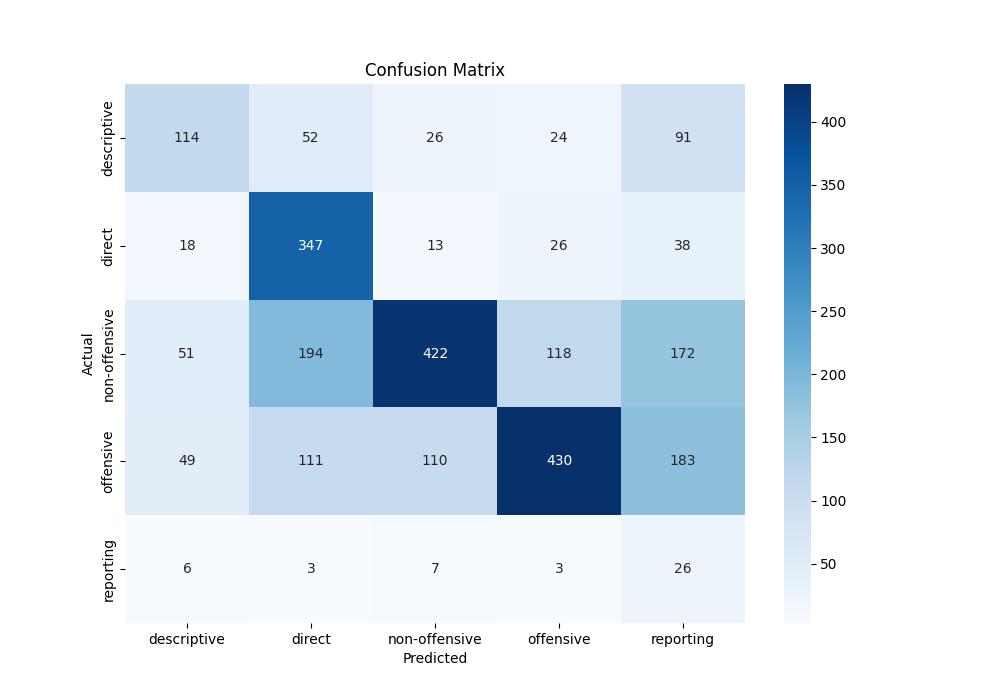 Confusion Matrix
descriptive 114 52 26 24 91
direct 18 347 13 26 38
non-offensive 51 194 422 118 172
offensive 49 111 110 430 183
reporting 6 3 7 3 26
descriptive direct non-offensive offensive reporting
Predicted
Actual
400
350
300
250
200
150
100
50